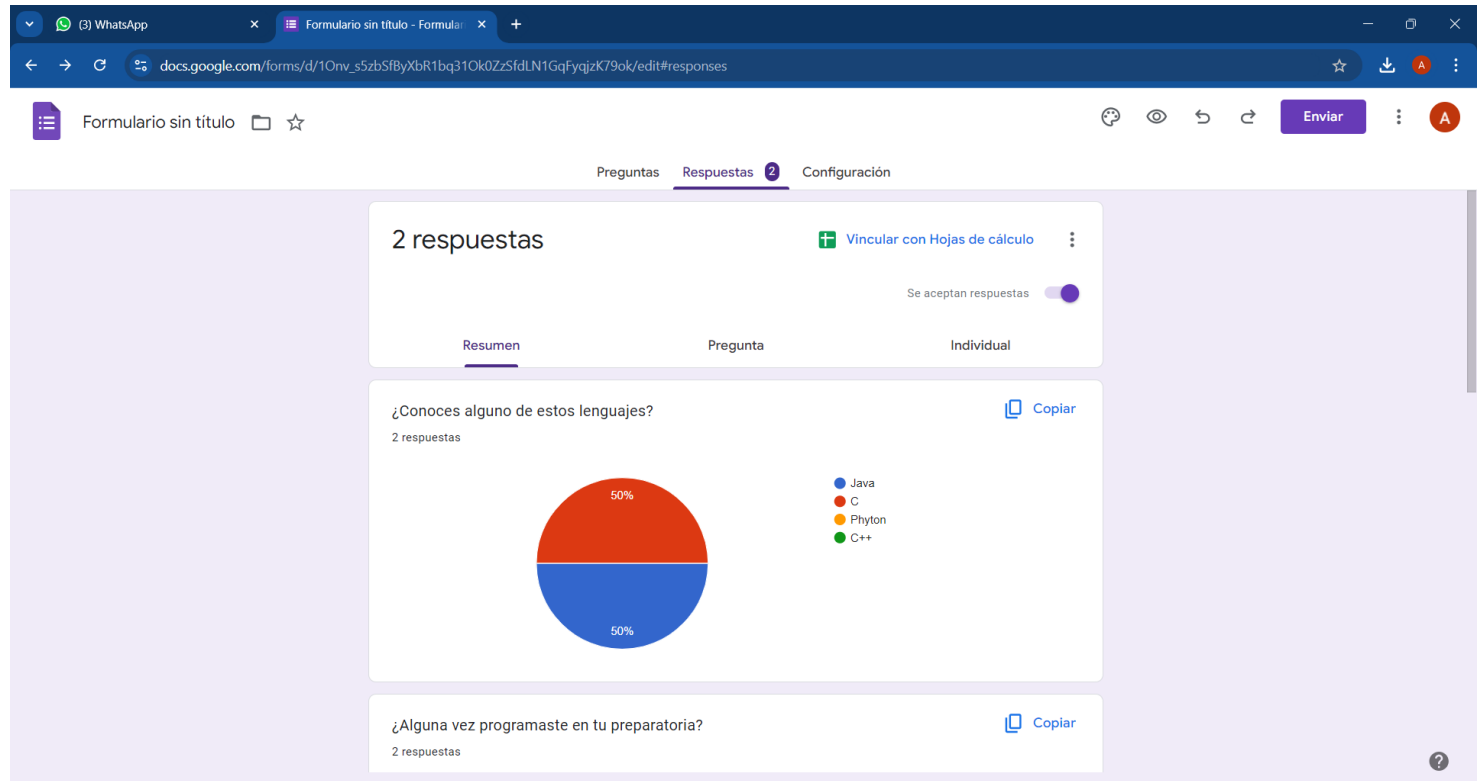 (3) WhatsApp
Formulario sin título - Formular
docs.google.com/forms/d/1Onv_s5zbSfByXbR1bq31Ok0ZzSfdLN1GqFyqjzK79ok/edit#responses
A
Formulario sin título
Enviar
A
Preguntas Respuestas 2 Configuración
2 respuestas
Vincular con Hojas de cálculo
Se aceptan respuestas
Resumen Pregunta Individual
¿Conoces alguno de estos lenguajes?
Copiar
2 respuestas
50%
50%
Java
C
Phyton
C++
¿Alguna vez programaste en tu preparatoria?
Copiar
2 respuestas